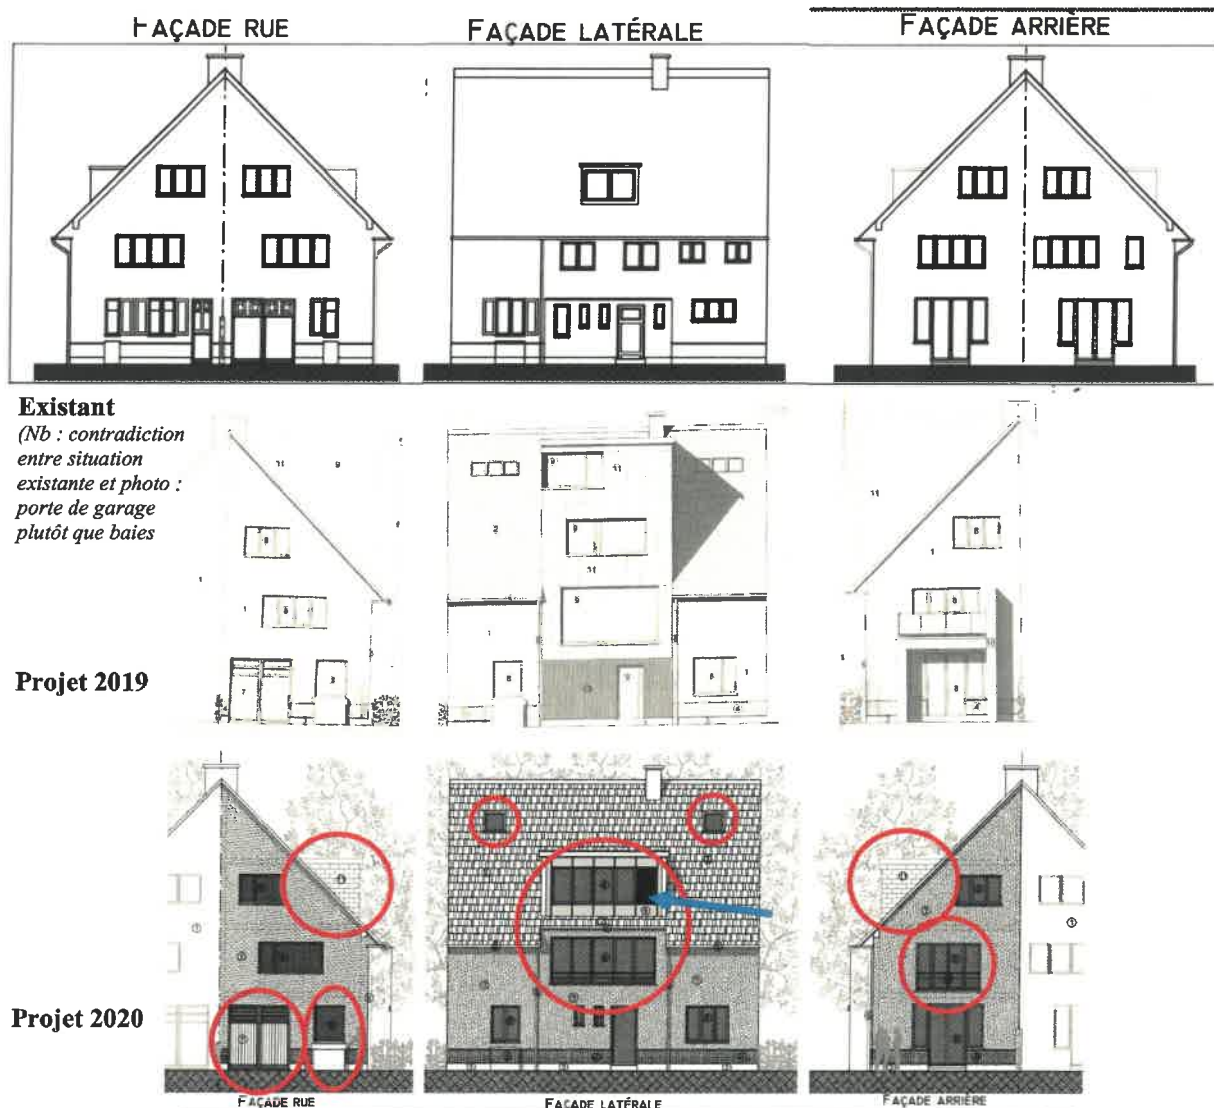 FAÇADE RUE
FAÇADE LATÉRALE
FAÇADE ARRIÈRE
Existant
(Nb : contradiction
entre situation
existante et photo :
porte de garage
plutôt que baies
Projet 2019
Projet 2020
FAÇADE RUE
FAÇADE LATÉRALE
FAÇADE ARRIÈRE